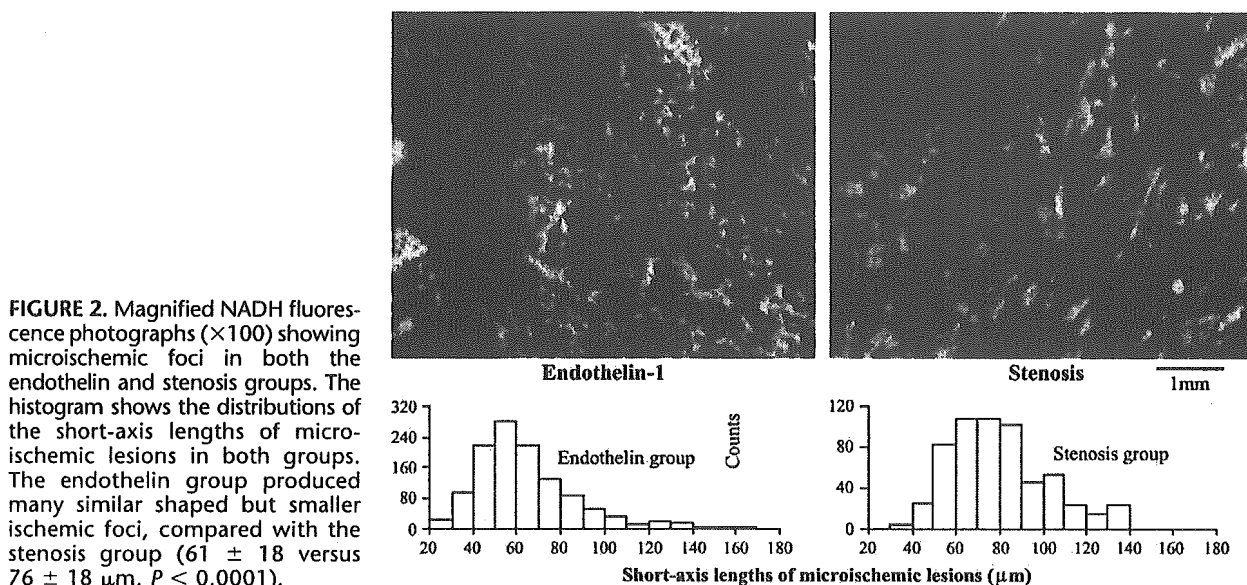 FIGURE 2. Magnified NADH fluores-
cence photographs (×100) showing
microischemic foci in both the
endothelin and stenosis groups. The
histogram shows the distributions of
the short-axis lengths of micro-
ischemic lesions in both groups.
The endothelin group produced
many similar shaped but smaller
ischemic foci, compared with the
stenosis group (61 ± 18 versus
76 ± 18 μm, P < 0.0001).
Endothelin-1
Stenosis
1mm
320
240
160
80
0
20 40 60 80 100 120 140 160 180
Endothelin group
Counts
120
80
40
0
20 40 60 80 100 120 140 160 180
Stenosis group
Short-axis lengths of microischemic lesions (μm)